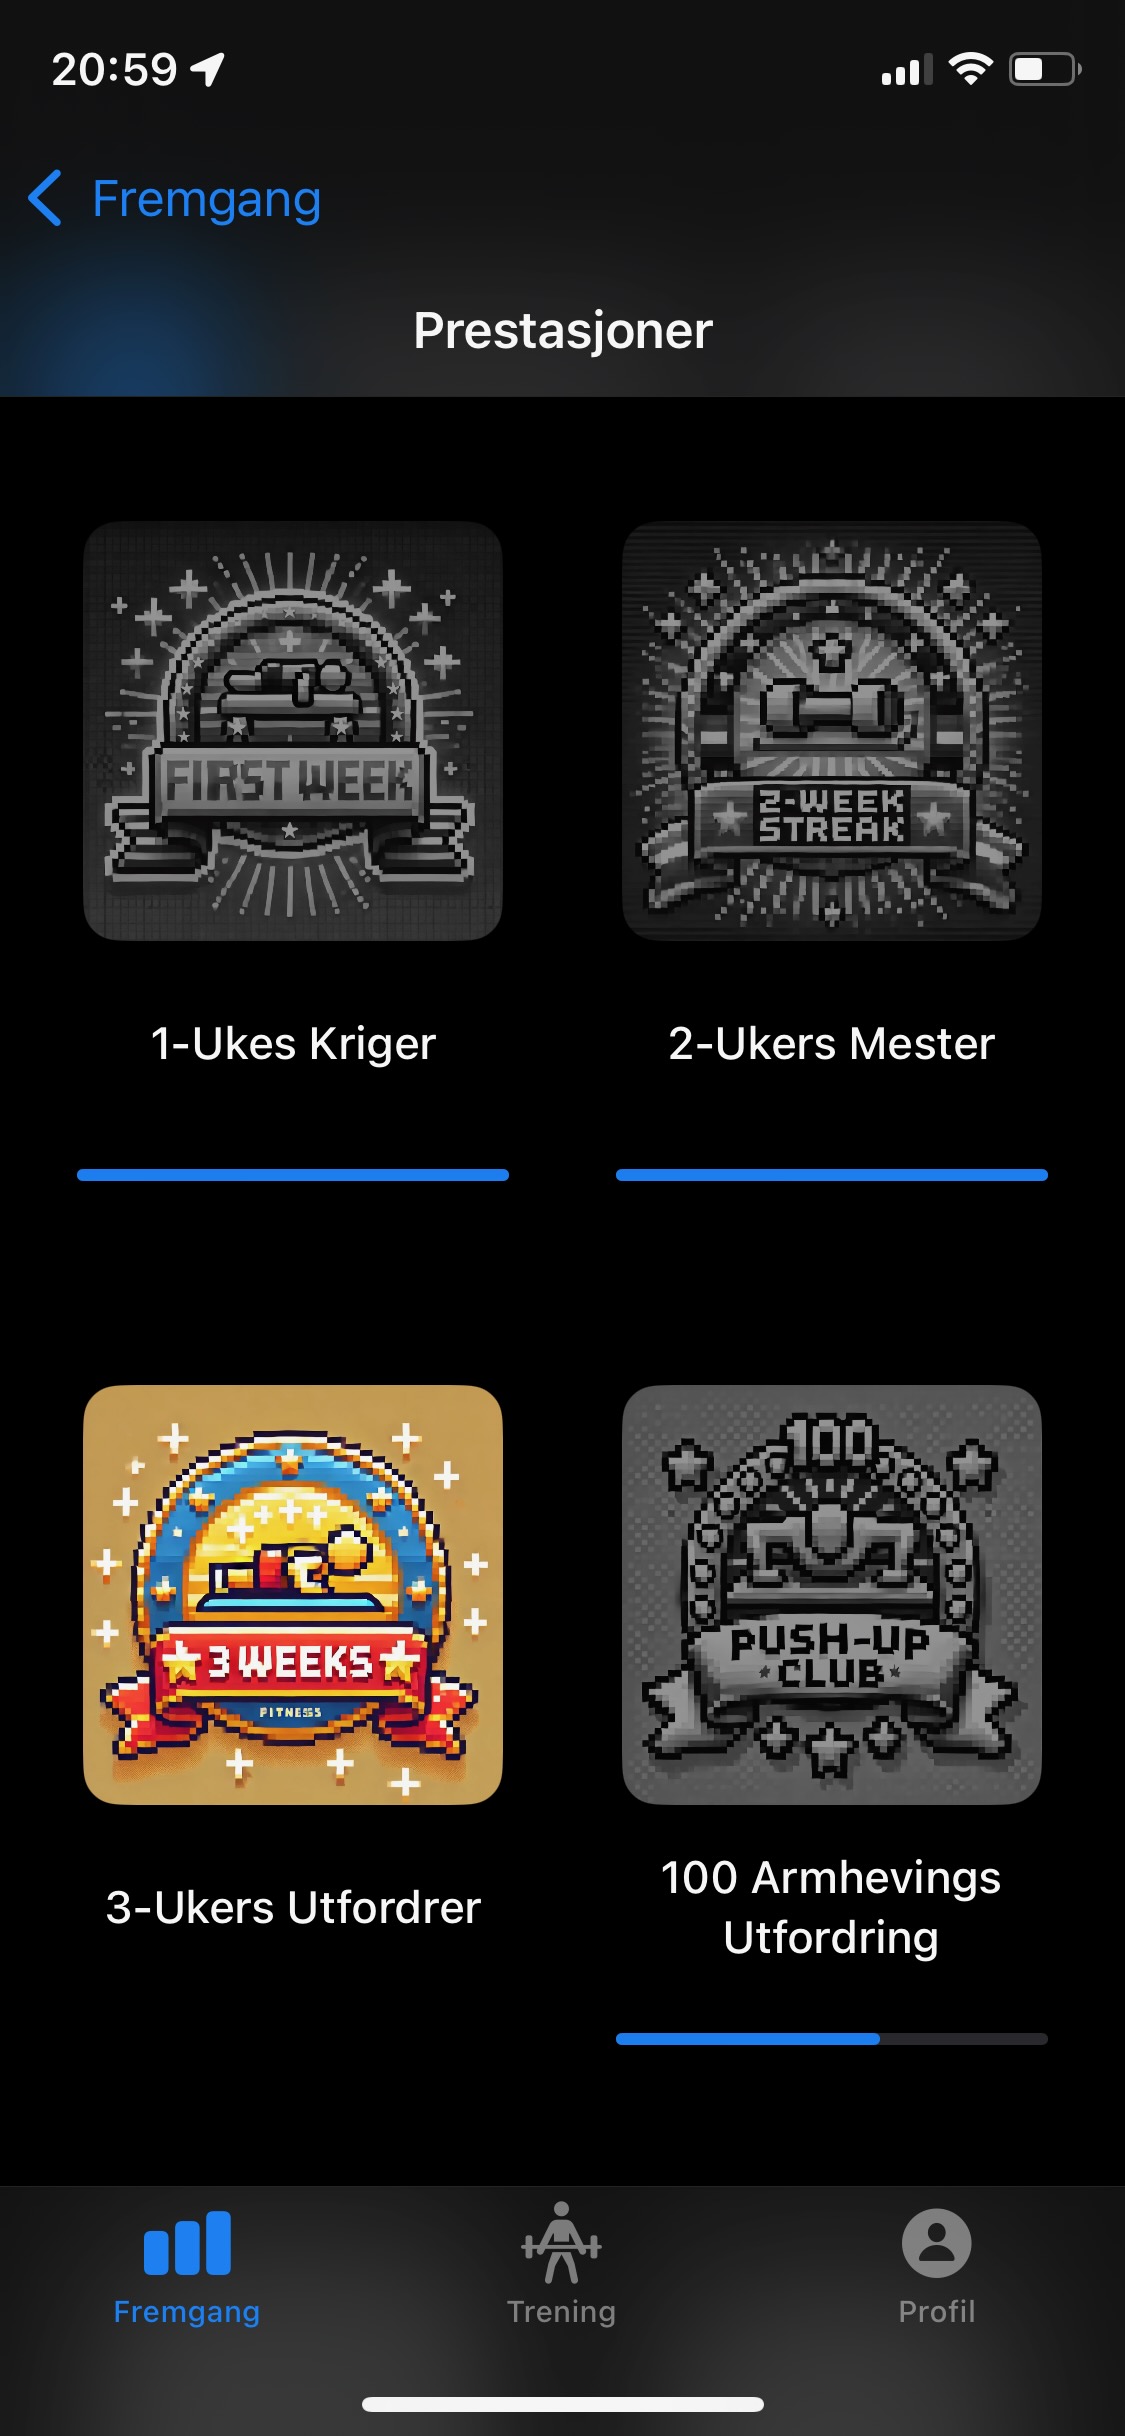 20:59
Fremgang
Prestasjoner
FIRST WEEK
2-WEEK
STREAK
1-Ukes Kriger
2-Ukers Mester
3 WEEKS
FITNESS
100
PUSH-UP
CLUB
3-Ukers Utfordrer
100 Armhevings
Utfordring
Fremgang
Trening
Profil